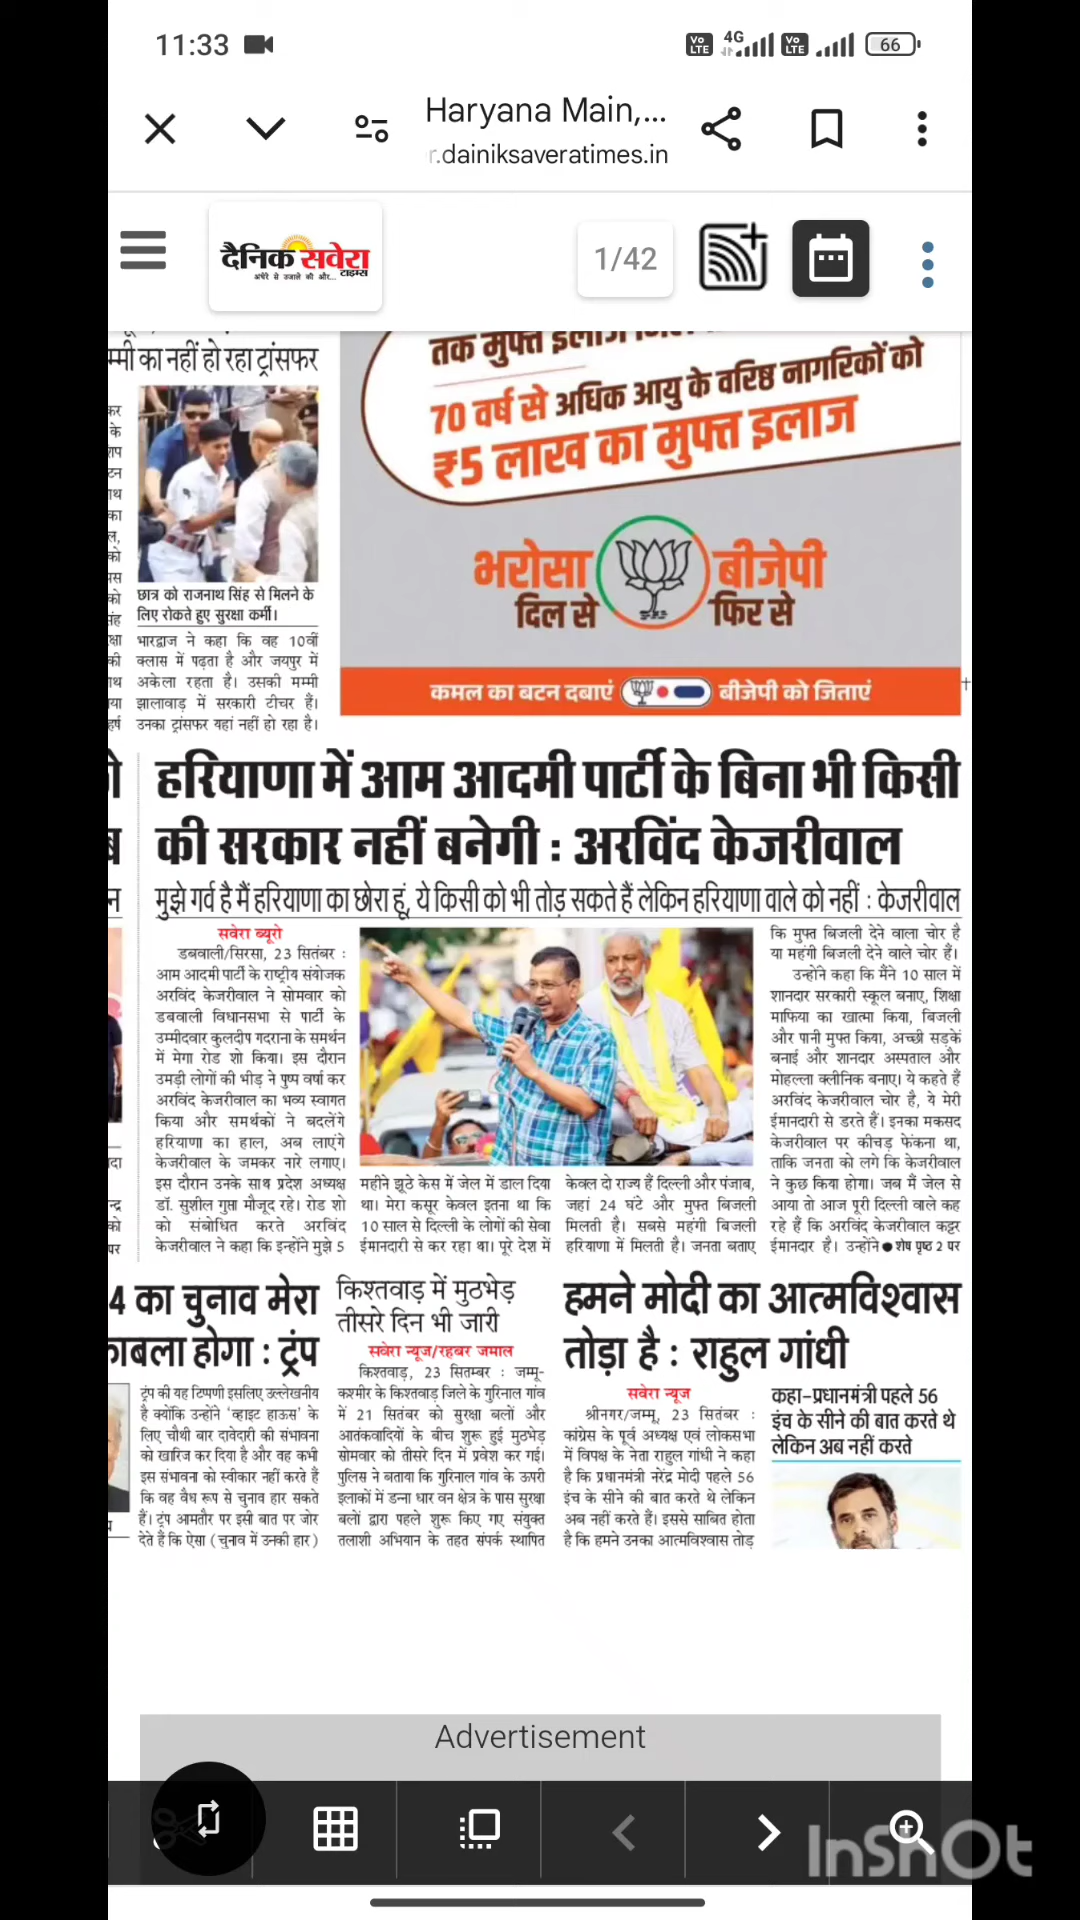 11:33
Vo LTE 4G Vo LTE 66
Haryana Main,...
r.dainiksaveratimes.in
दैनिक सवेरा
टाइम्स
अंधेरे से उजाले की ओर...
1/42
म्मी का नहीं हो रहा ट्रांसफर
कर
के
टन
थ
का
ल,
को
पस
को
सिंह
क्षा
की
थ
या
हर्ष
छात्र को राजनाथ सिंह से मिलने के
लिए रोकते हुए सुरक्षा कर्मी।
भारद्वाज ने कहा कि वह 10वीं
क्लास में पढ़ता है और जयपुर में
अकेला रहता है। उसकी मम्मी
झालावाड़ में सरकारी टीचर हैं।
उनका ट्रांसफर यहां नहीं हो रहा है।
तक मुफ्त इलाज
70 वर्ष से अधिक आयु के वरिष्ठ नागरिकों को
₹5 लाख का मुफ्त इलाज
भरोसा बीजेपी
दिल से फिर से
कमल का बटन दबाएं बीजेपी को जिताएं
हरियाणा में आम आदमी पार्टी के बिना भी किसी
की सरकार नहीं बनेगी : अरविंद केजरीवाल
मुझे गर्व है मैं हरियाणा का छोरा हूं, ये किसी को भी तोड़ सकते हैं लेकिन हरियाणा वाले को नहीं : केजरीवाल
सवेरा ब्यूरो
डबवाली/सिरसा, 23 सितंबर :
आम आदमी पार्टी के राष्ट्रीय संयोजक
अरविंद केजरीवाल ने सोमवार को
डबवाली विधानसभा से पार्टी के
उम्मीदवार कुलदीप गदराना के समर्थन
में मेगा रोड शो किया। इस दौरान
उमड़ी लोगों की भीड़ ने पुष्प वर्षा कर
अरविंद केजरीवाल का भव्य स्वागत
किया और समर्थकों ने बदलेंगे
हरियाणा का हाल, अब लाएंगे
केजरीवाल के जमकर नारे लगाए।
इस दौरान उनके साथ प्रदेश अध्यक्ष
डॉ. सुशील गुप्ता मौजूद रहे। रोड शो
को संबोधित करते अरविंद
केजरीवाल ने कहा कि इन्होंने मुझे 5
महीने झूठे केस में जेल में डाल दिया
था। मेरा कसूर केवल इतना था कि
10 साल से दिल्ली के लोगों की सेवा
ईमानदारी से कर रहा था। पूरे देश में
केवल दो राज्य हैं दिल्ली और पंजाब,
जहां 24 घंटे और मुफ्त बिजली
मिलती है। सबसे महंगी बिजली
हरियाणा में मिलती है। जनता बताए
कि मुफ्त बिजली देने वाला चोर है
या महंगी बिजली देने वाले चोर हैं।
उन्होंने कहा कि मैंने 10 साल में
शानदार सरकारी स्कूल बनाए, शिक्षा
माफिया का खात्मा किया, बिजली
और पानी मुफ्त किया, अच्छी सड़कें
बनाई और शानदार अस्पताल और
मोहल्ला क्लीनिक बनाए। ये कहते हैं
अरविंद केजरीवाल चोर है, ये मेरी
ईमानदारी से डरते हैं। इनका मकसद
केजरीवाल पर कीचड़ फेंकना था,
ताकि जनता को लगे कि केजरीवाल
ने कुछ किया होगा। जब मैं जेल से
आया तो आज पूरी दिल्ली वाले कह
रहे हैं कि अरविंद केजरीवाल कट्टर
ईमानदार है। उन्होंने ● शेष पृष्ठ 2 पर
4 का चुनाव मेरा
काबला होगा : ट्रंप
ट्रंप की यह टिप्पणी इसलिए उल्लेखनीय
है क्योंकि उन्होंने ‘व्हाइट हाऊस’ के
लिए चौथी बार दावेदारी की संभावना
को खारिज कर दिया है और वह कभी
इस संभावना को स्वीकार नहीं करते हैं
कि वह वैध रूप से चुनाव हार सकते
हैं। ट्रंप आमतौर पर इसी बात पर जोर
देते हैं कि ऐसा (चुनाव में उनकी हार)
किश्तवाड़ में मुठभेड़
तीसरे दिन भी जारी
सवेरा न्यूज/रहबर जमाल
किश्तवाड़, 23 सितम्बर : जम्मू-
कश्मीर के किश्तवाड़ जिले के गुरिनाल गांव
में 21 सितंबर को सुरक्षा बलों और
आतंकवादियों के बीच शुरू हुई मुठभेड़
सोमवार को तीसरे दिन में प्रवेश कर गई।
पुलिस ने बताया कि गुरिनाल गांव के ऊपरी
इलाकों में डन्ना धार वन क्षेत्र के पास सुरक्षा
बलों द्वारा पहले शुरू किए गए संयुक्त
तलाशी अभियान के तहत संपर्क स्थापित
हमने मोदी का आत्मविश्वास
तोड़ा है : राहुल गांधी
सवेरा न्यूज
श्रीनगर/जम्मू, 23 सितंबर :
कांग्रेस के पूर्व अध्यक्ष एवं लोकसभा
में विपक्ष के नेता राहुल गांधी ने कहा
है कि प्रधानमंत्री नरेंद्र मोदी पहले 56
इंच के सीने की बात करते थे लेकिन
अब नहीं करते हैं। इससे साबित होता
है कि हमने उनका आत्मविश्वास तोड़
कहा-प्रधानमंत्री पहले 56
इंच के सीने की बात करते थे
लेकिन अब नहीं करते
Advertisement
InShOt